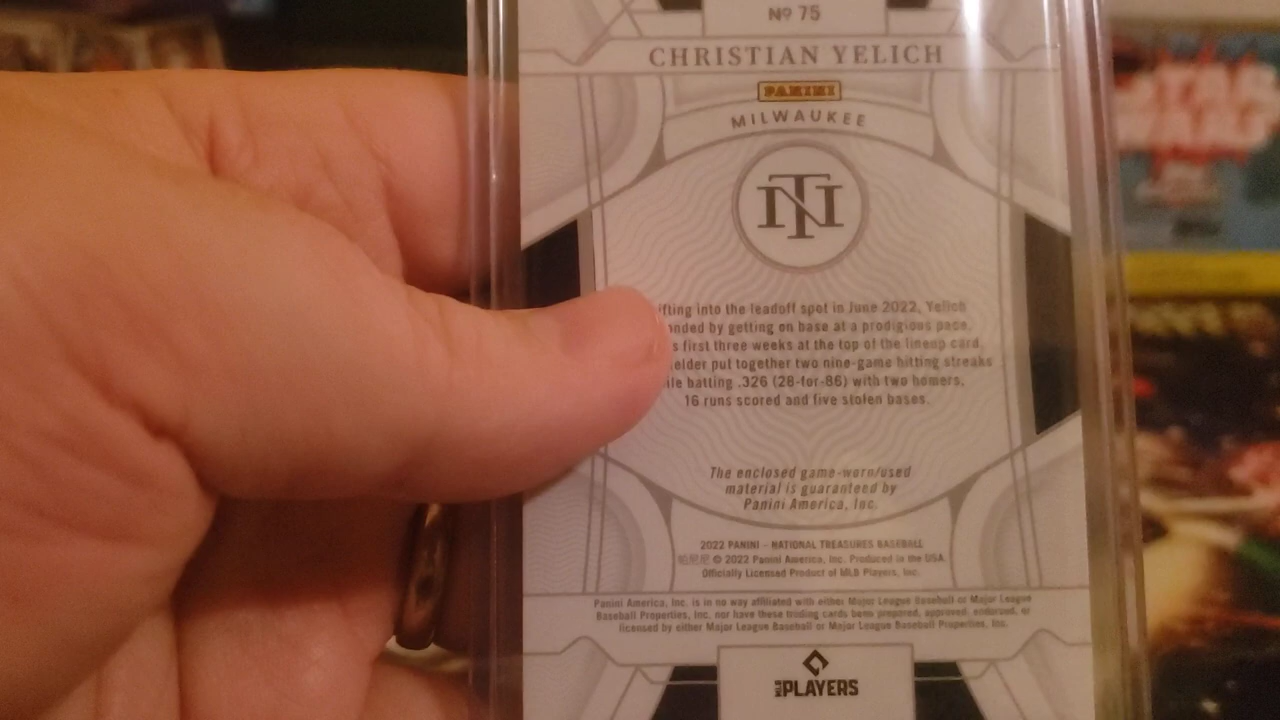 Nº 75
CHRISTIAN YELICH
PANINI
MILWAUKEE
NT
ifting into the leadoff spot in June 2022, Yelich
onded by getting on base at a prodigious pace.
s first three weeks at the top of the lineup card,
elder put together two nine-game hitting streaks
ile batting .326 (28-for-86) with two homers,
16 runs scored and five stolen bases.
The enclosed game-worn/used
material is guaranteed by
Panini America, Inc.
2022 PANINI – NATIONAL TREASURES BASEBALL
© 2022 Panini America, Inc. Produced in the USA.
Officially Licensed Product of MLB Players, Inc.
Panini America, Inc. is in no way affiliated with either Major League Baseball or Major League
Baseball Properties, Inc. nor have these trading cards been prepared, approved, endorsed, or
licensed by either Major League Baseball or Major League Baseball Properties, Inc.
MLB PLAYERS
STAR
WARS